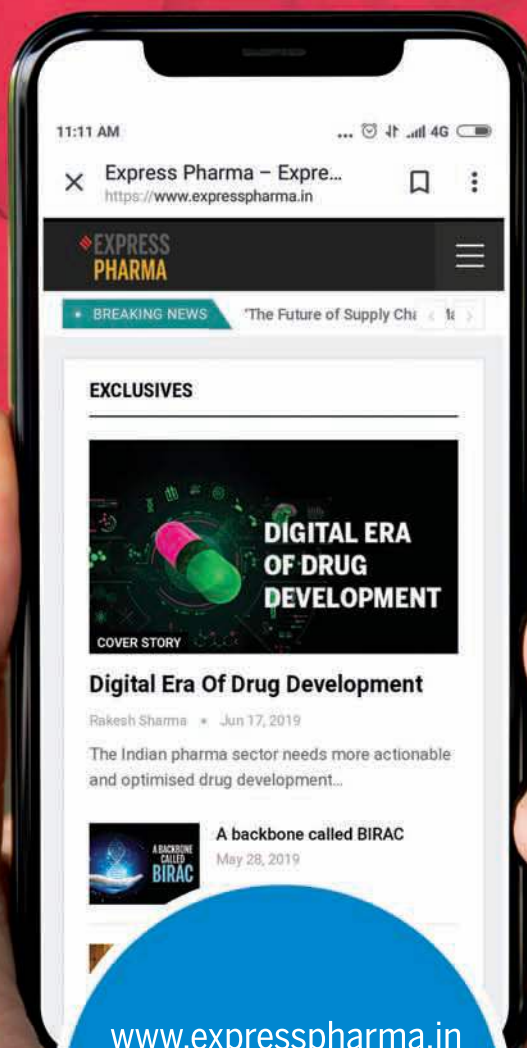 11:11 AM
... 4G
Express Pharma – Expre...
https://www.expresspharma.in
EXPRESS
PHARMA
BREAKING NEWS
'The Future of Supply Cha
EXCLUSIVES
DIGITAL ERA
OF DRUG
DEVELOPMENT
COVER STORY
Digital Era Of Drug Development
Rakesh Sharma • Jun 17, 2019
The Indian pharma sector needs more actionable
and optimised drug development...
A BACKBONE
CALLED
BIRAC
A backbone called BIRAC
May 28, 2019
www.expresspharma.in